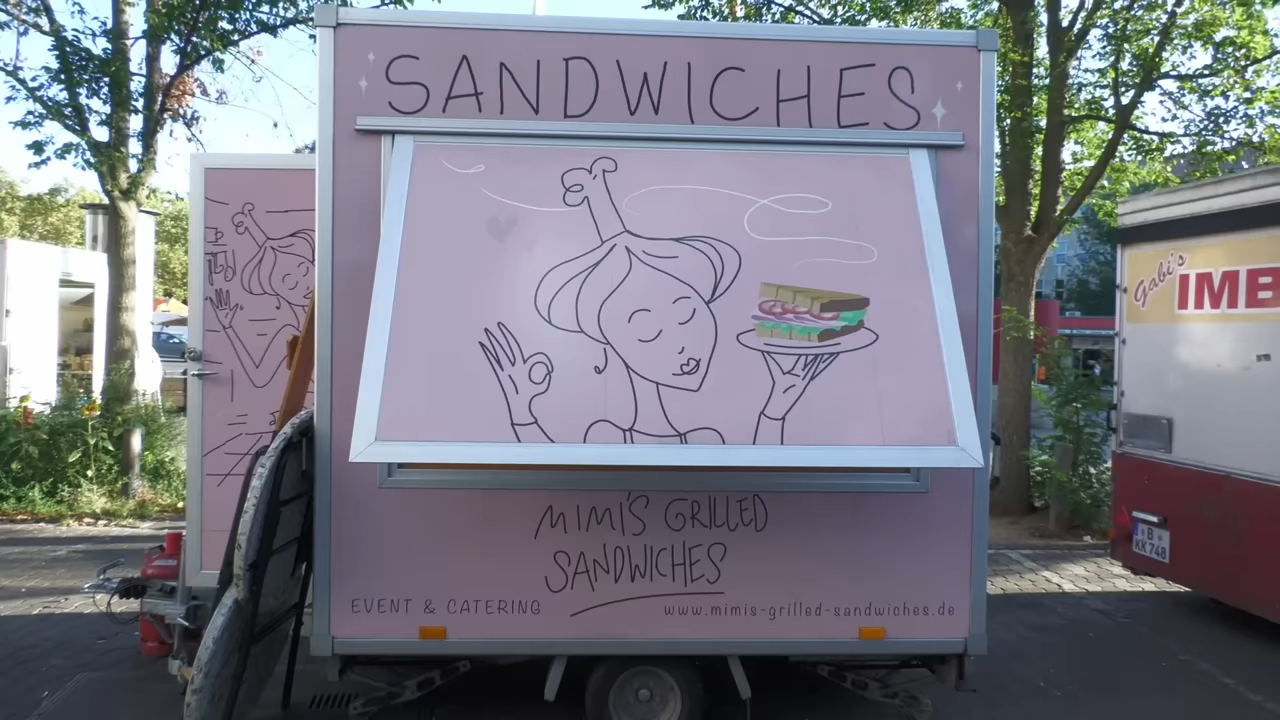 SANDWICHES
MIMI'S GRILLED
SANDWICHES
EVENT & CATERING
www.mimis-grilled-sandwiches.de
Gabi's
IMB
B
KK 748